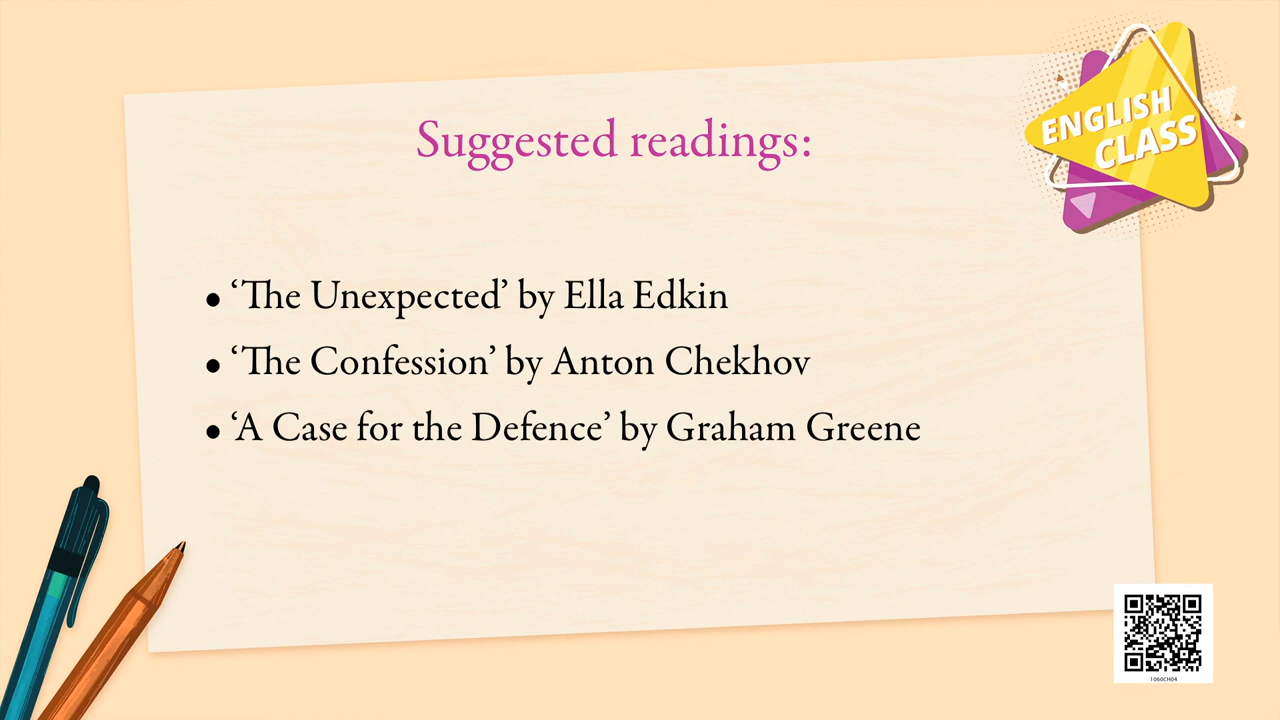 ENGLISH
CLASS
Suggested readings:
• ‘The Unexpected’ by Ella Edkin
• ‘The Confession’ by Anton Chekhov
• ‘A Case for the Defence’ by Graham Greene
1060CH04